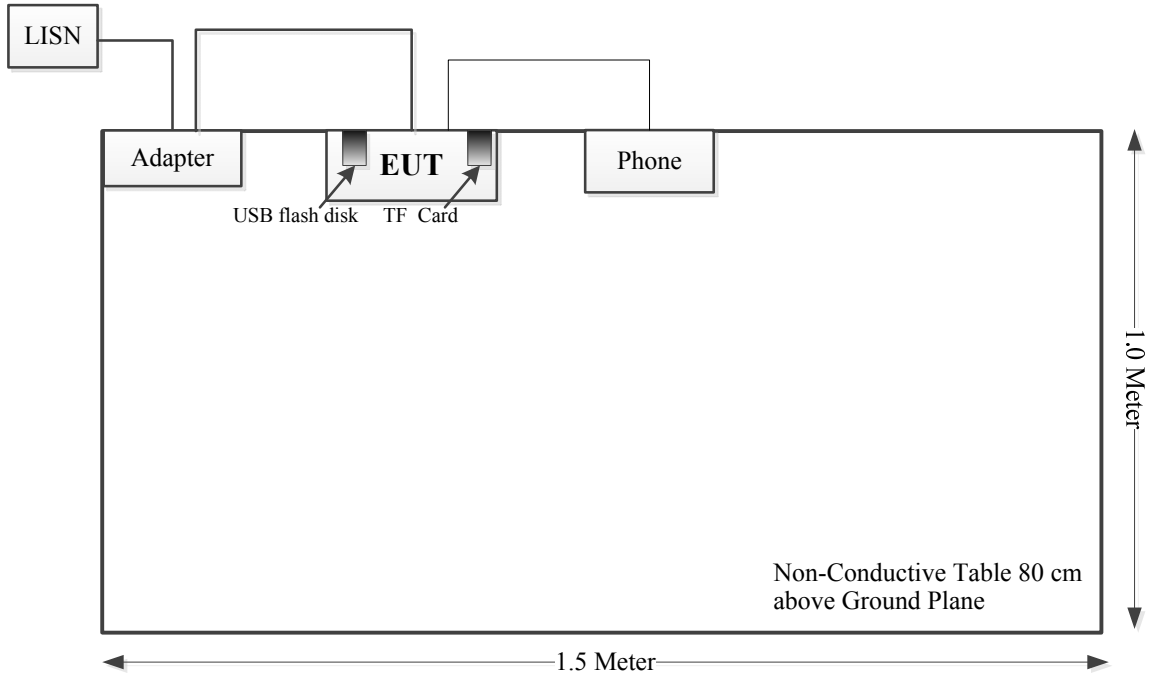 LISN
Adapter
EUT
Phone
USB flash disk
TF Card
1.0 Meter
Non-Conductive Table 80 cm
above Ground Plane
1.5 Meter